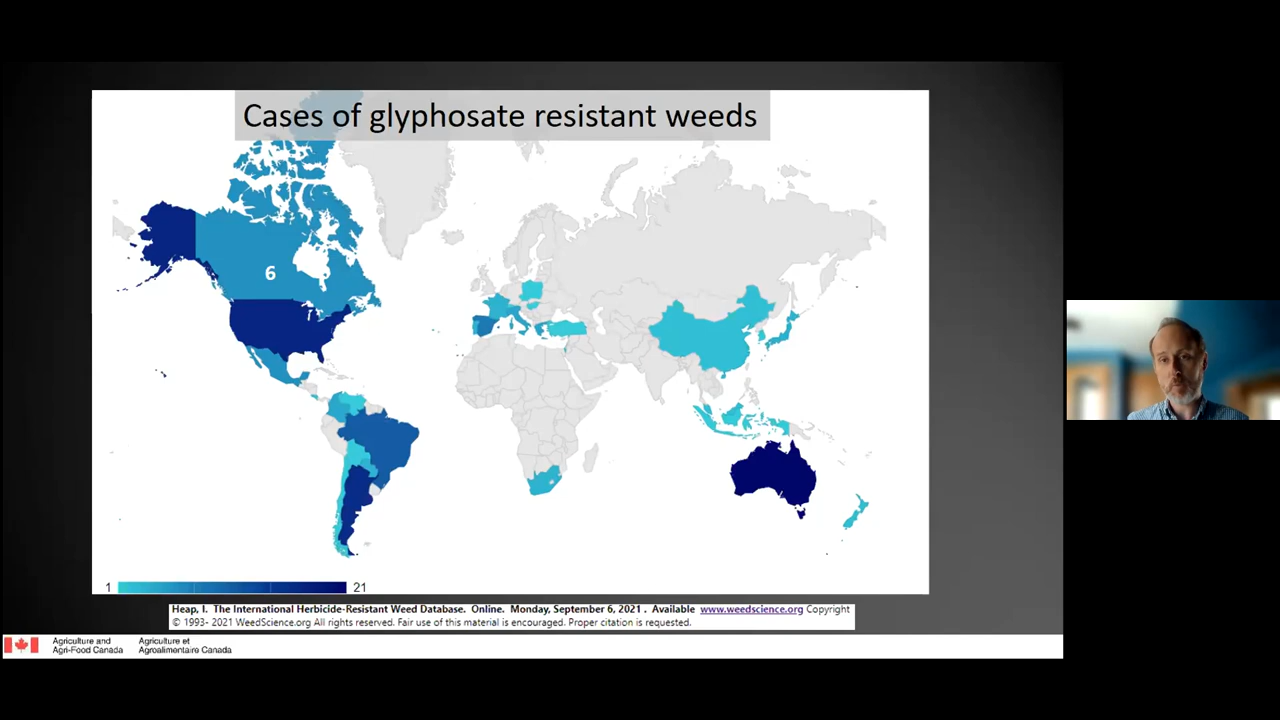 Cases of glyphosate resistant weeds
6
1
21
Heap, I. The International Herbicide-Resistant Weed Database. Online. Monday, September 6, 2021 . Available www.weedscience.org Copyright
© 1993- 2021 WeedScience.org All rights reserved. Fair use of this material is encouraged. Proper citation is requested.
Agriculture and
Agri-Food Canada
Agriculture et
Agroalimentaire Canada